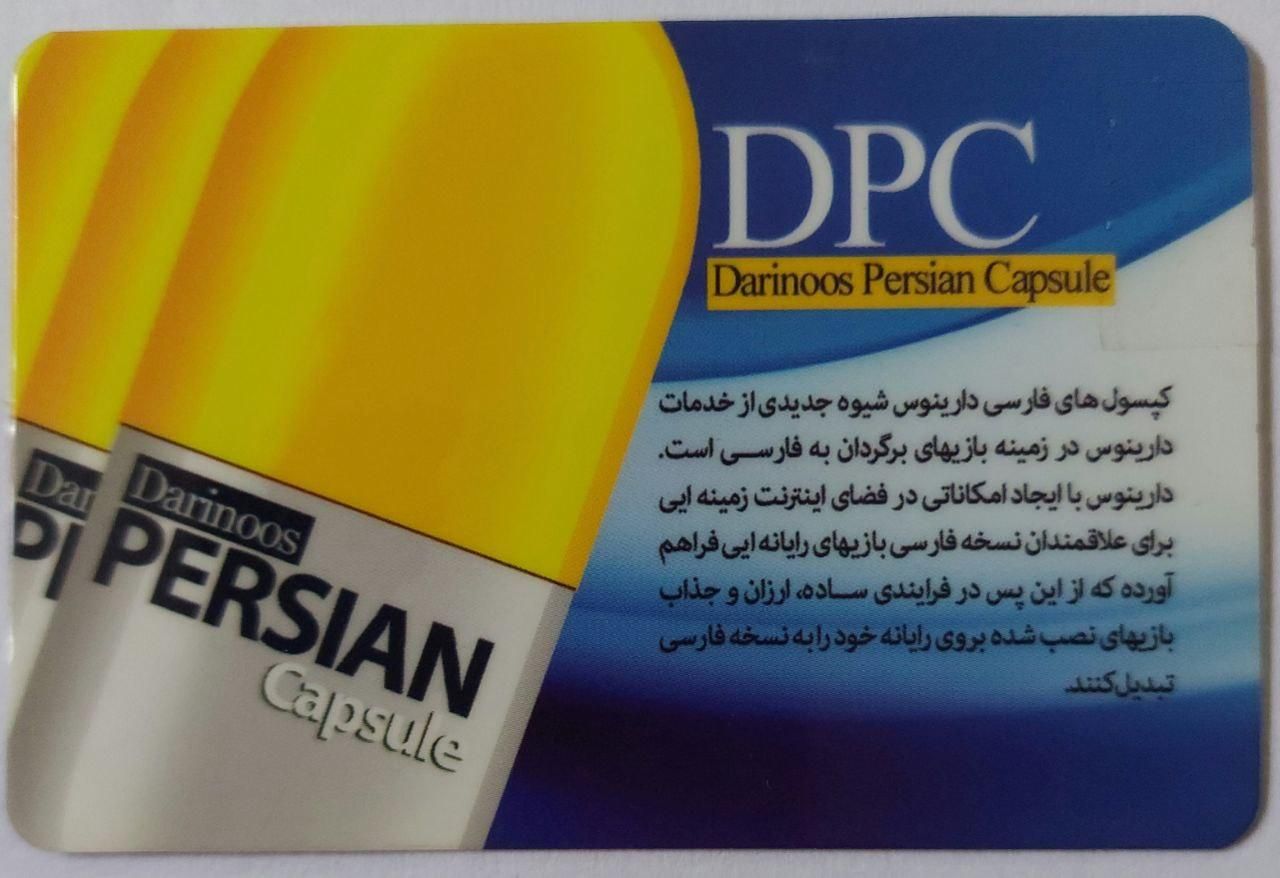 DPC
Darinoos Persian Capsule
کپسول های فارسی دارینوس شیوه جدیدی از خدمات
دارینوس در زمینه بازیهای برگردان به فارسی است.
دارینوس با ایجاد امکاناتی در فضای اینترنت زمینه ایی
برای علاقمندان نسخه فارسی بازیهای رایانه ایی فراهم
آورده که از این پس در فرایندی ساده، ارزان و جذاب
بازیهای نصب شده بروی رایانه خود را به نسخه فارسی
تبدیل کنند.
Dar
PE
Darinoos
PERSIAN
Capsule